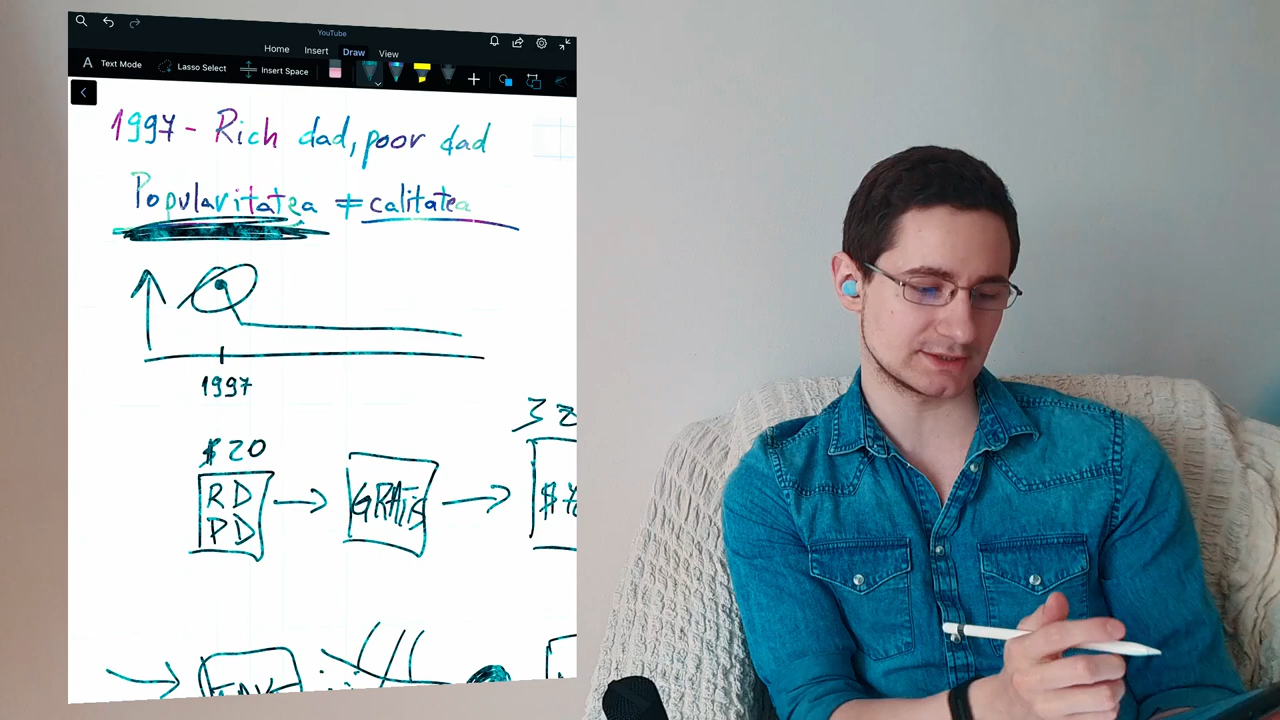 YouTube
Home Insert Draw View
Text Mode Lasso Select Insert Space
1997 - Rich dad, poor dad
Popularitatea ≠ calitatea
1997
$20
RD
PD
GRATIS